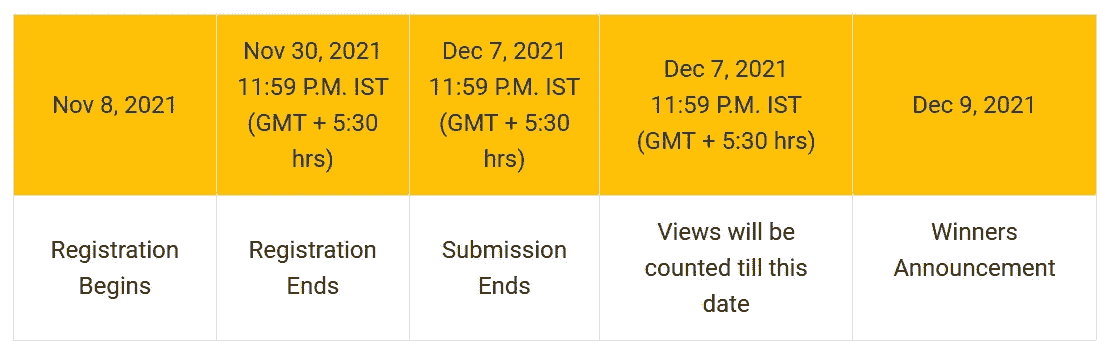 Nov 8, 2021
Nov 30, 2021
11:59 P.M. IST
(GMT + 5:30
hrs)
Dec 7, 2021
11:59 P.M. IST
(GMT + 5:30
hrs)
Dec 7, 2021
11:59 P.M. IST
(GMT + 5:30 hrs)
Dec 9, 2021
Registration
Begins
Registration
Ends
Submission
Ends
Views will be
counted till this
date
Winners
Announcement